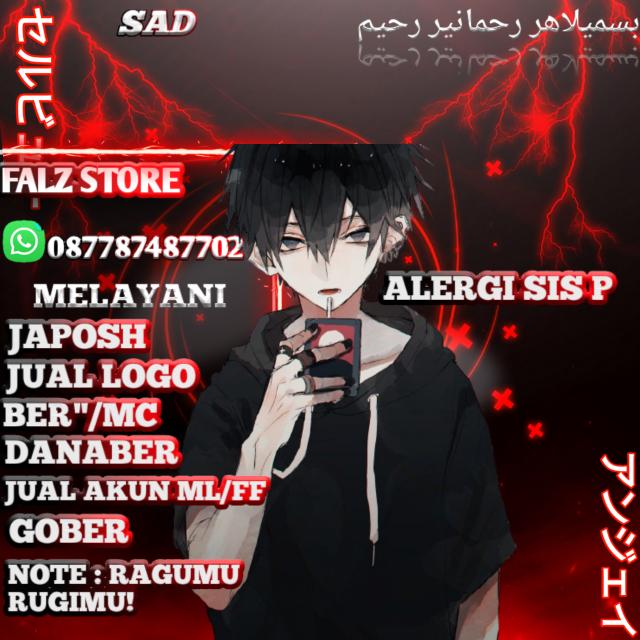 SAD
بسميلاهر رحمانير رحيم
セルビ
FALZ STORE
087787487702
MELAYANI
ALERGI SIS P
JAPOSH
JUAL LOGO
BER"/MC
DANABER
JUAL AKUN ML/FF
GOBER
NOTE : RAGUMU
RUGIMU!
アンジェイ